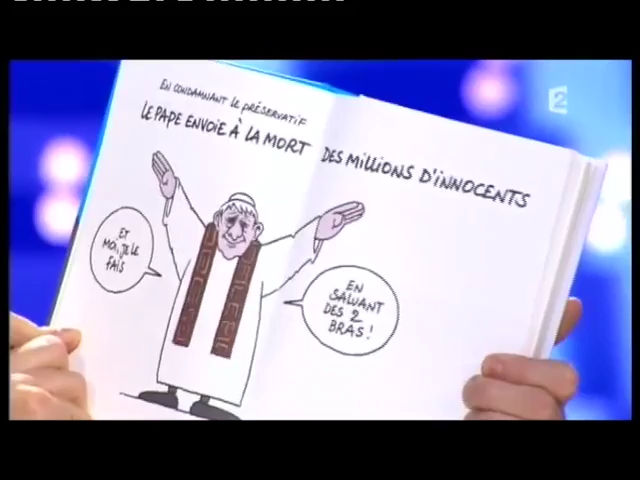 EN CONDAMNANT LE PRÉSERVATIF
LE PAPE ENVOIE À LA MORT DES MILLIONS D'INNOCENTS
ET
MOI, JE LE
FAIS
EN
SALUANT
DES 2
BRAS !
2